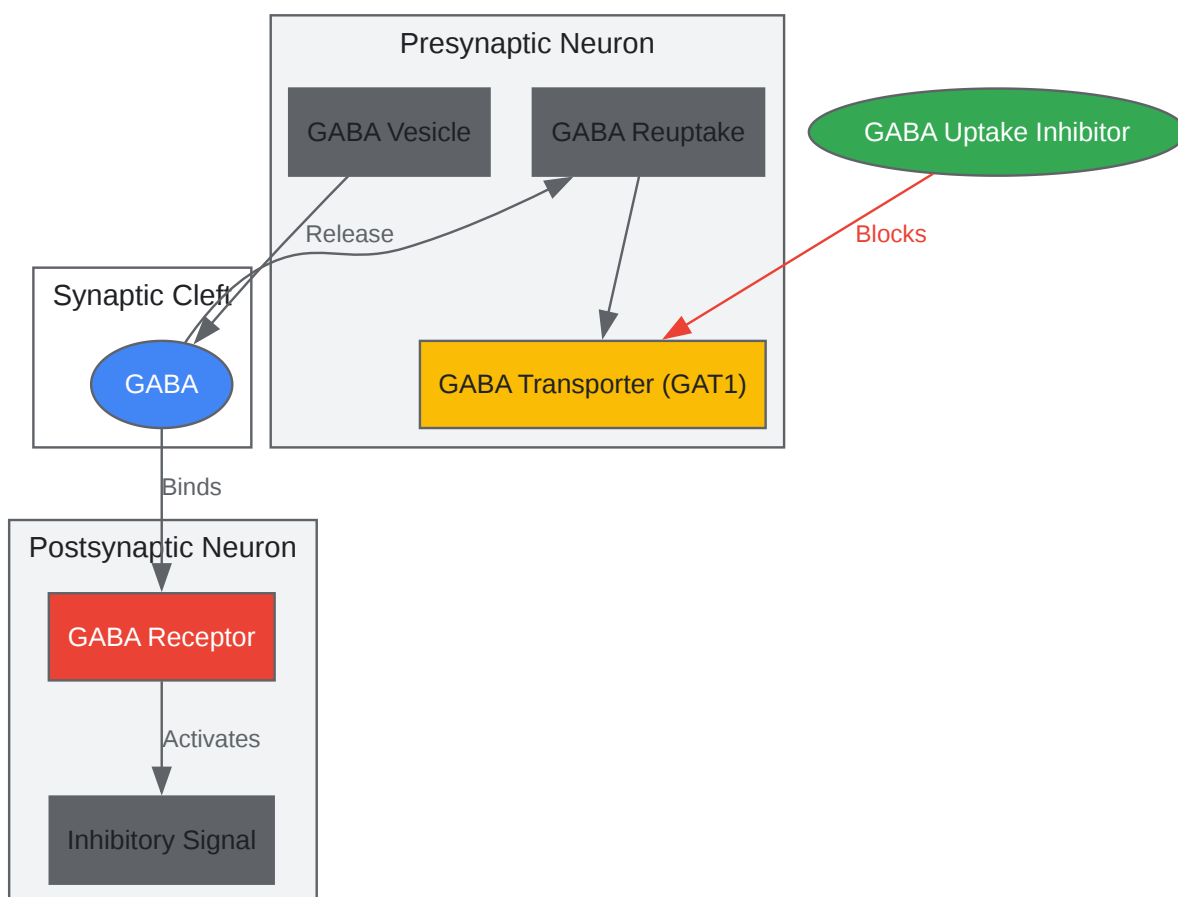 Presynaptic Neuron
GABA Vesicle
GABA Reuptake
GABA Uptake Inhibitor
Release
Blocks
Synaptic Cleft
GABA
GABA Transporter (GAT1)
Binds
Postsynaptic Neuron
GABA Receptor
Activates
Inhibitory Signal